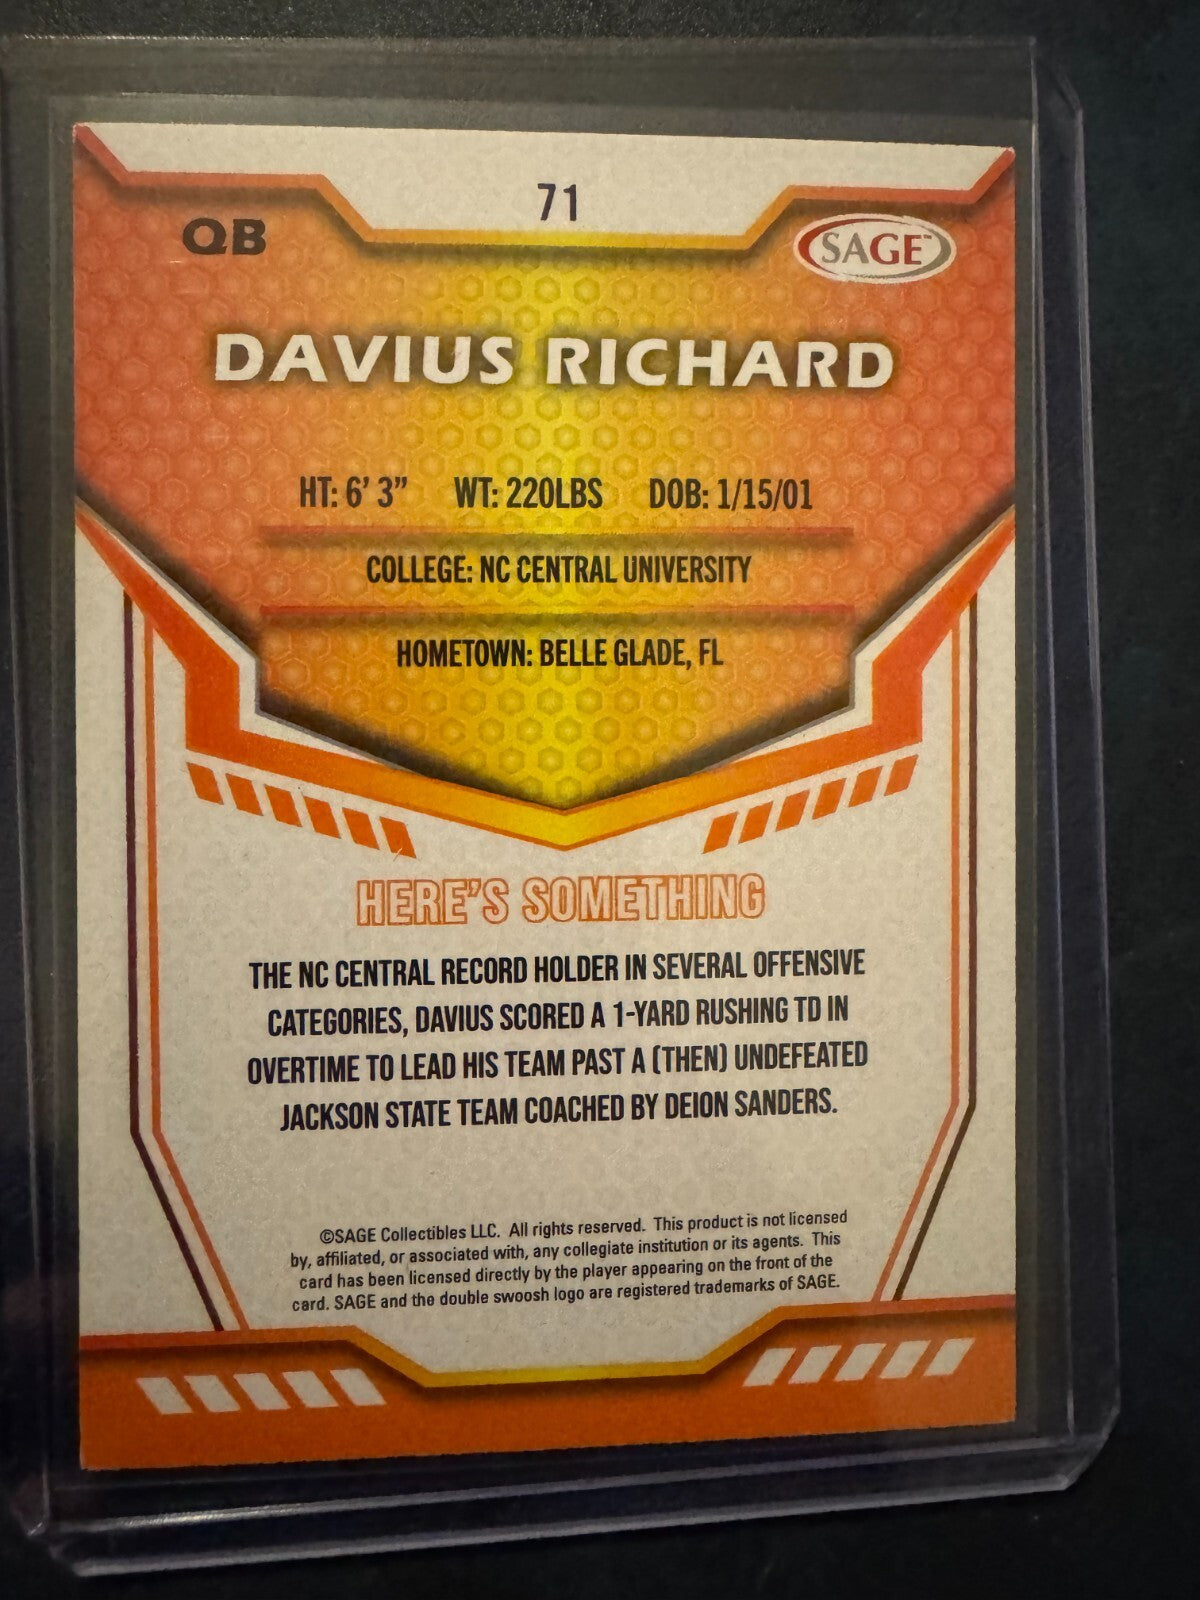 71
QB
SAGE™
DAVIUS RICHARD
HT: 6' 3" WT: 220LBS DOB: 1/15/01
COLLEGE: NC CENTRAL UNIVERSITY
HOMETOWN: BELLE GLADE, FL
HERE'S SOMETHING
THE NC CENTRAL RECORD HOLDER IN SEVERAL OFFENSIVE
CATEGORIES, DAVIUS SCORED A 1-YARD RUSHING TD IN
OVERTIME TO LEAD HIS TEAM PAST A (THEN) UNDEFEATED
JACKSON STATE TEAM COACHED BY DEION SANDERS.
©SAGE Collectibles LLC. All rights reserved. This product is not licensed
by, affiliated, or associated with, any collegiate institution or its agents. This
card has been licensed directly by the player appearing on the front of the
card. SAGE and the double swoosh logo are registered trademarks of SAGE.